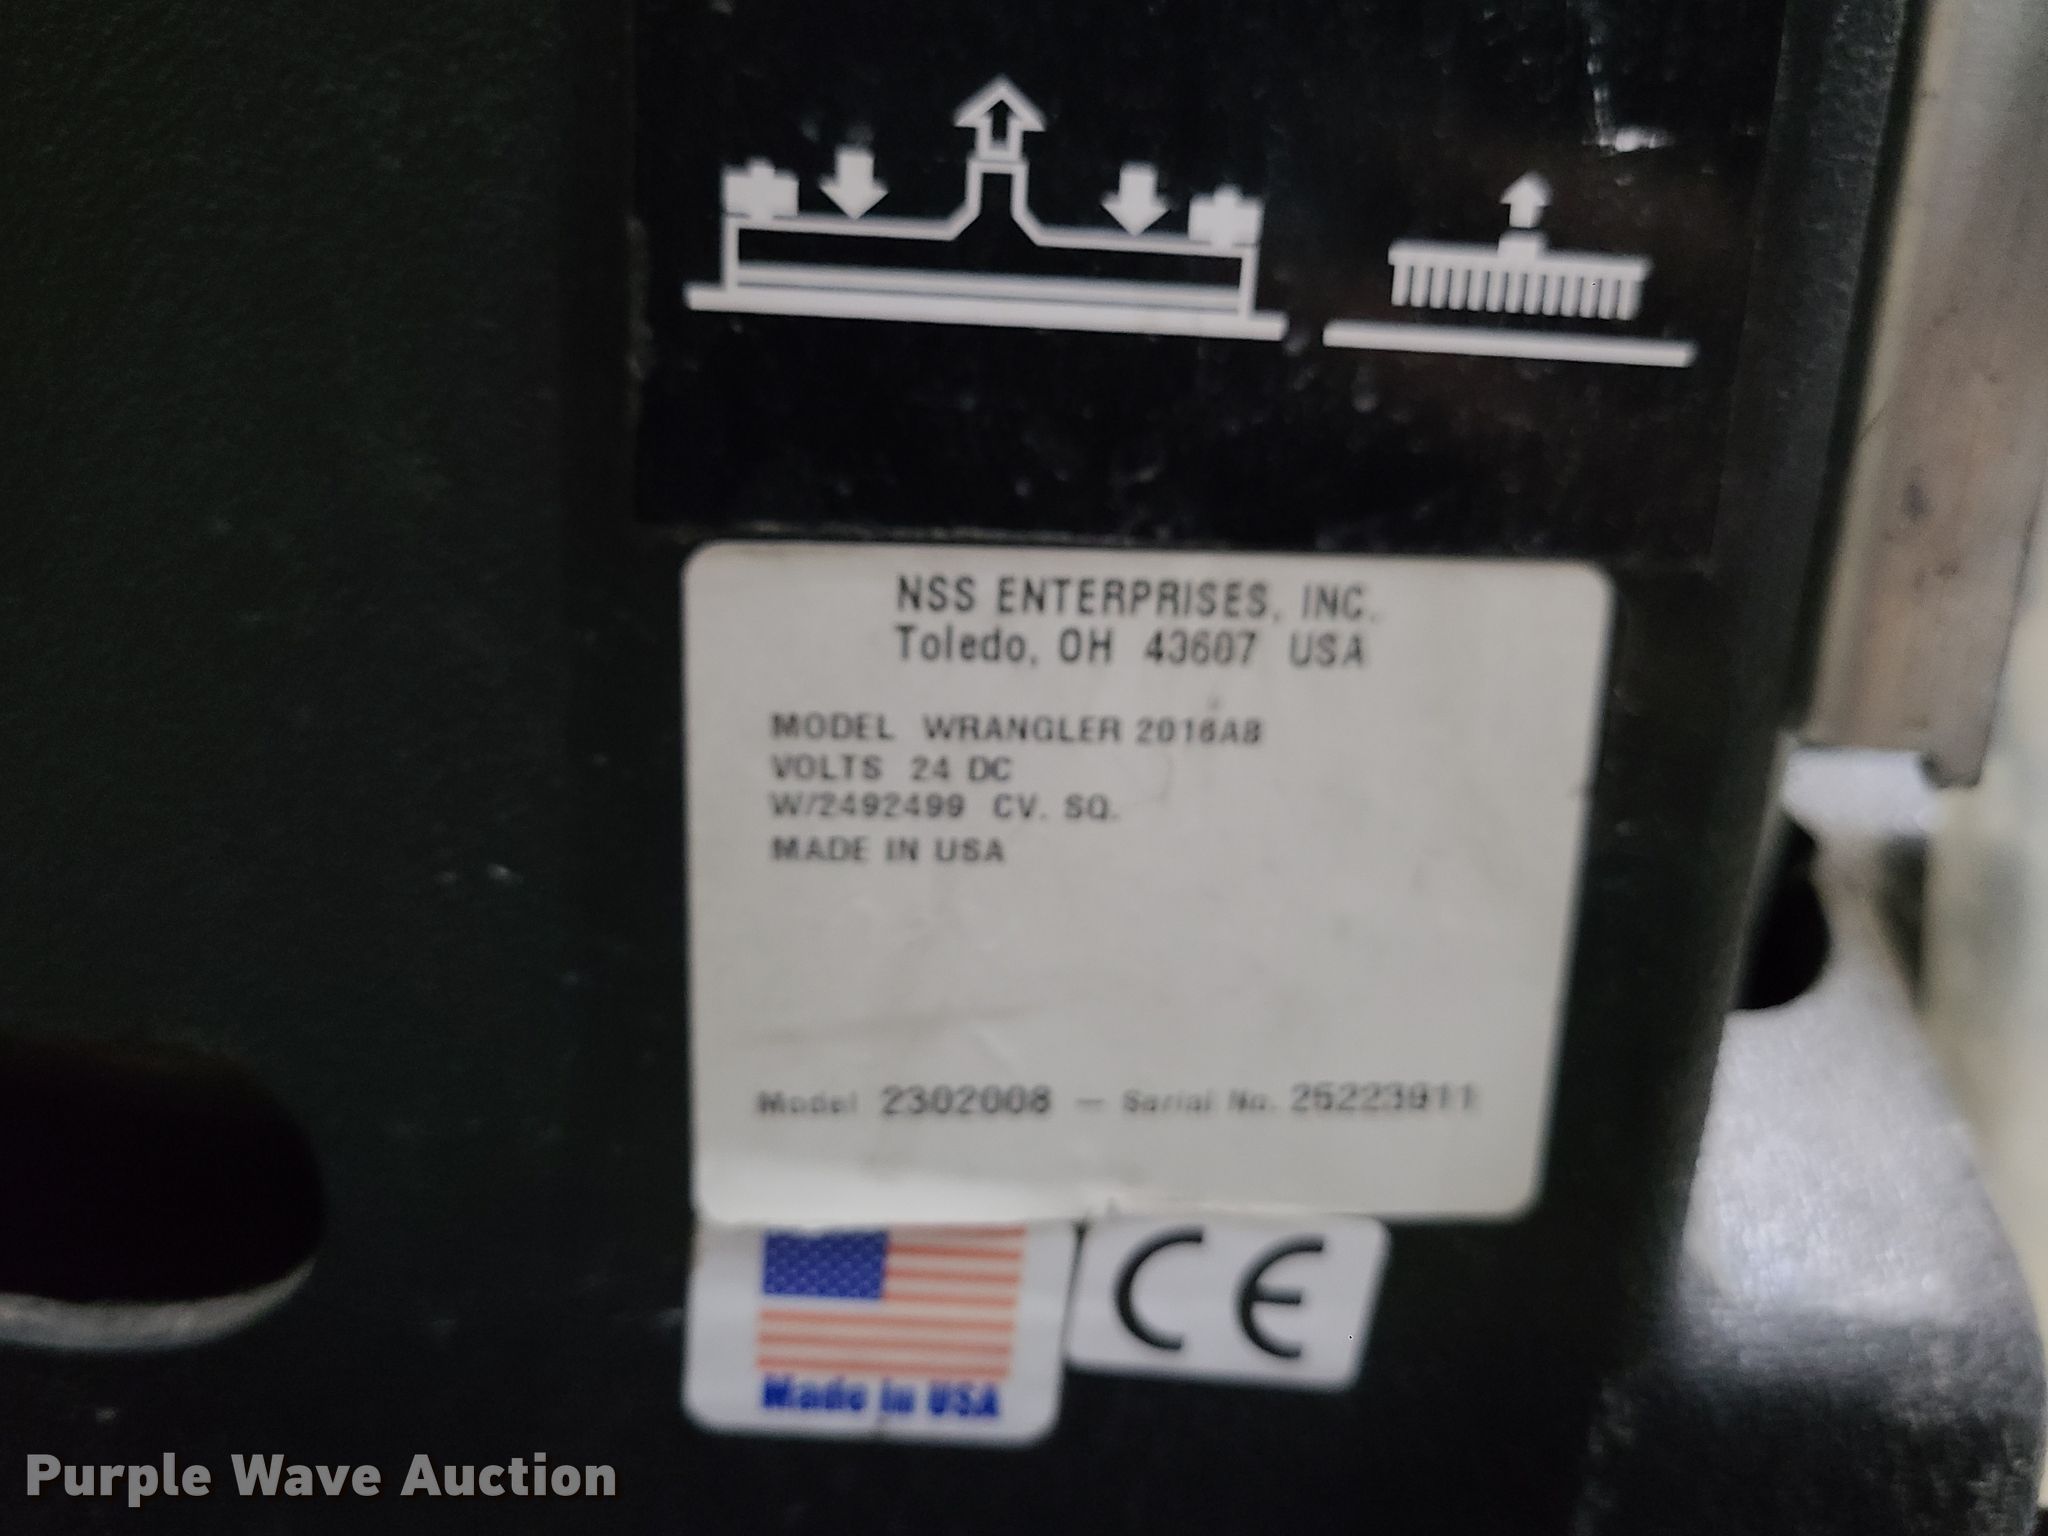 NSS ENTERPRISES, INC.
Toledo, OH 43607 USA
MODEL WRANGLER 2016AB
VOLTS 24 DC
W/2492499 CV. SQ.
MADE IN USA
Model 2302008 — Serial No. 25223911
Made in USA
CE
Purple Wave Auction